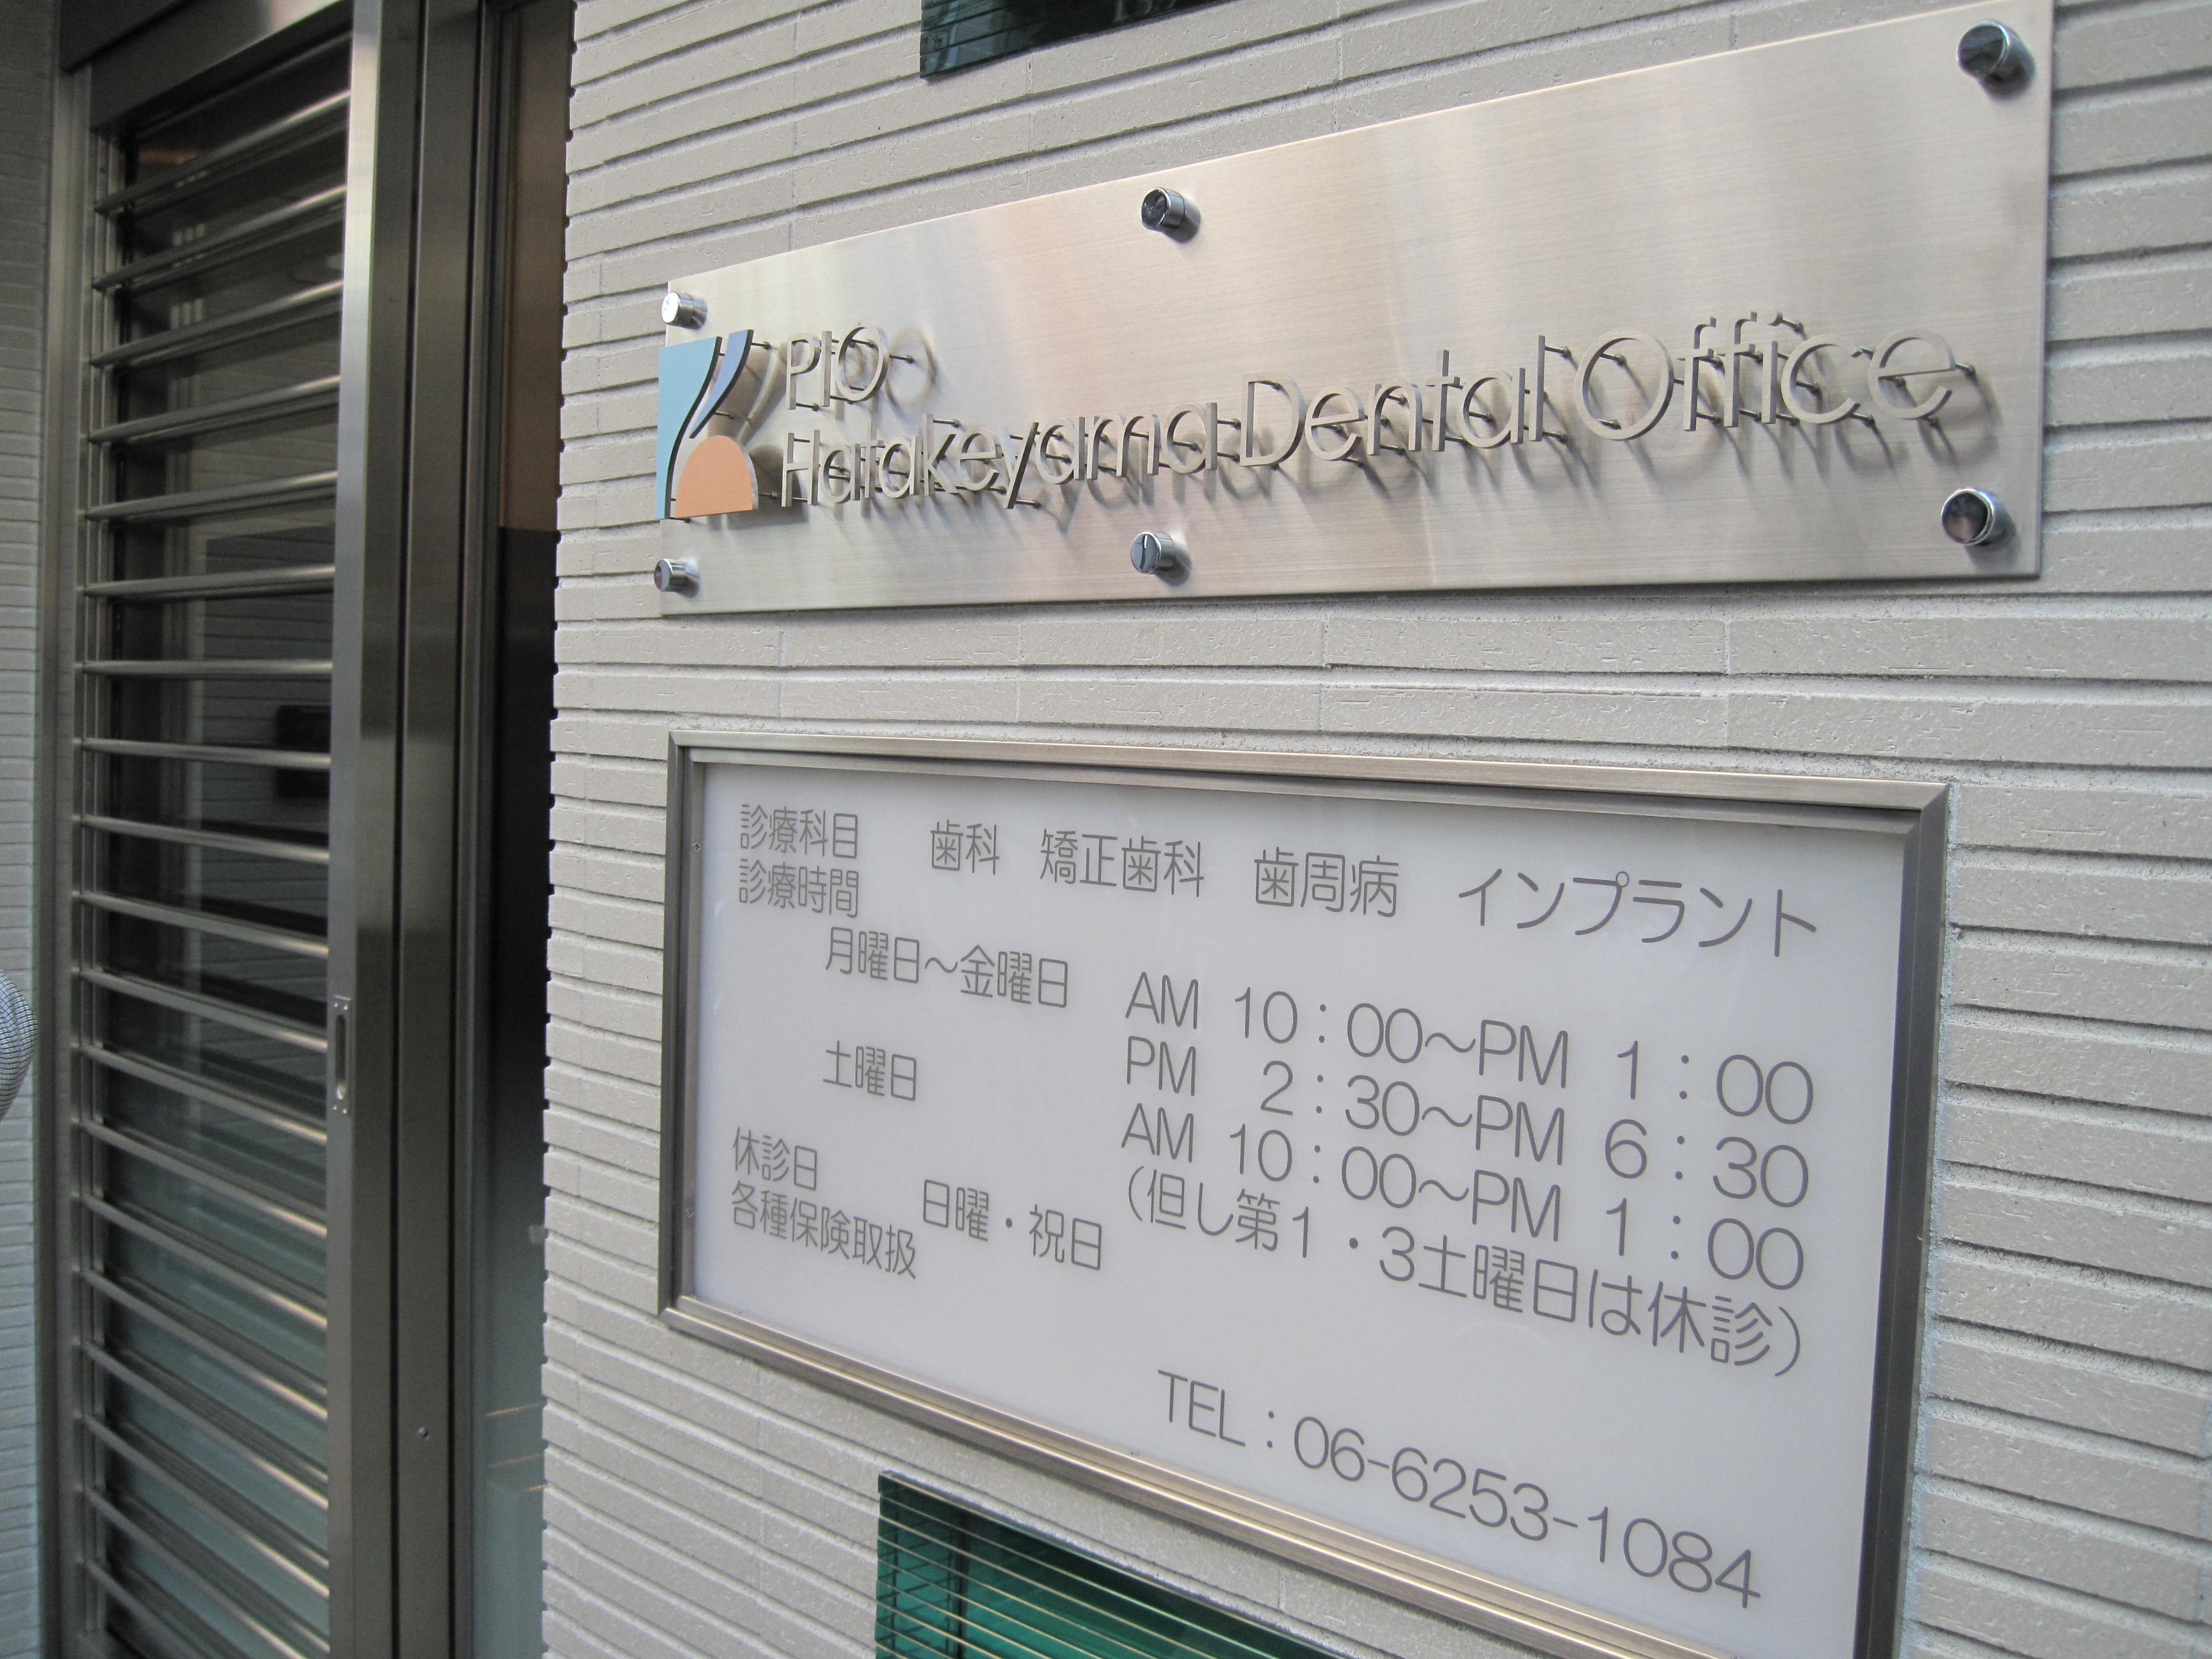 PIO
Hatakeyama Dental Office
診療科目 歯科 矯正歯科 歯周病 インプラント
診療時間
月曜日～金曜日 AM 10:00～PM 1:00
PM 2:30～PM 6:30
土曜日 AM 10:00～PM 1:00
(但し第1・3土曜日は休診)
休診日 日曜・祝日
各種保険取扱
TEL:06-6253-1084